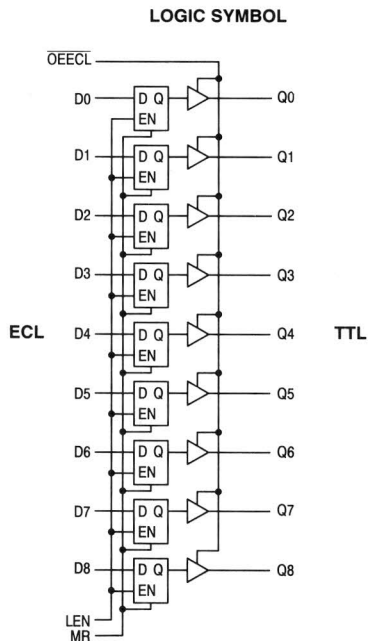 LOGIC SYMBOL
OEECL
D0 D Q Q0
EN
D1 D Q Q1
EN
D2 D Q Q2
EN
D3 D Q Q3
EN
ECL D4 D Q Q4 TTL
EN
D5 D Q Q5
EN
D6 D Q Q6
EN
D7 D Q Q7
EN
D8 D Q Q8
EN
LEN
MR